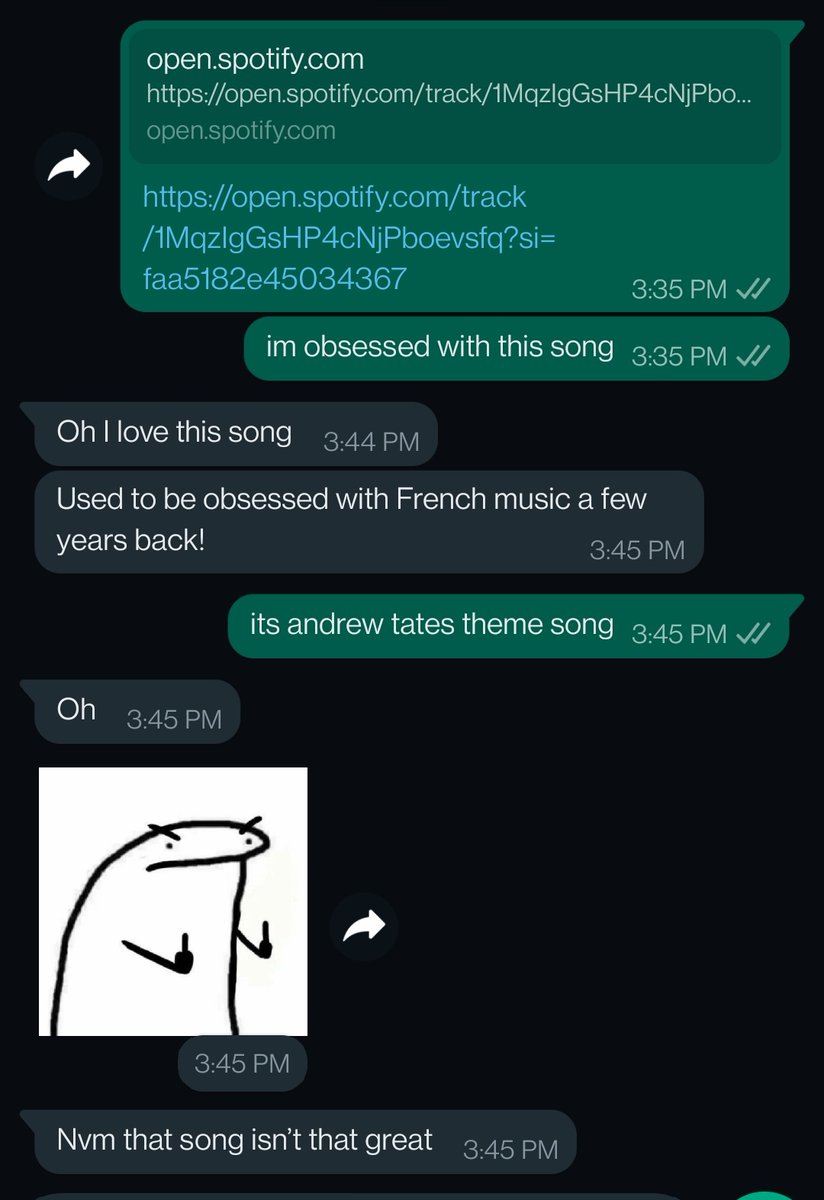 open.spotify.com
https://open.spotify.com/track/1MqzIgGsHP4cNjPbo...
open.spotify.com
https://open.spotify.com/track
/1MqzIgGsHP4cNjPboevsfq?si=
faa5182e45034367
3:35 PM
im obsessed with this song 3:35 PM
Oh I love this song 3:44 PM
Used to be obsessed with French music a few
years back!
3:45 PM
its andrew tates theme song 3:45 PM
Oh 3:45 PM
3:45 PM
Nvm that song isn’t that great 3:45 PM